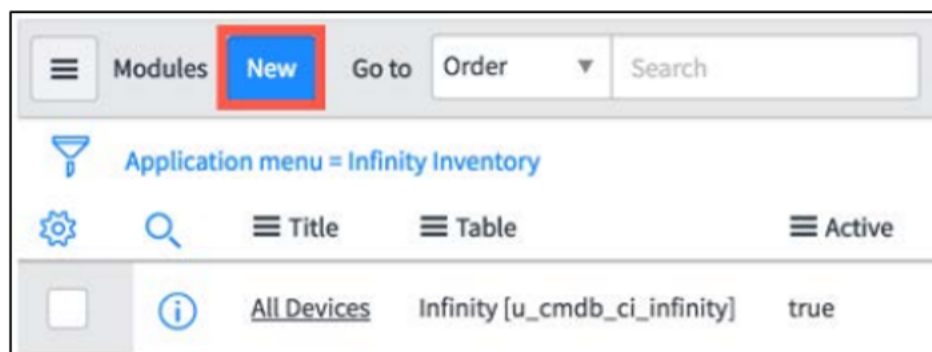 Modules New Go to Order Search
Application menu = Infinity Inventory
Title Table Active
All Devices Infinity [u_cmdb_ci_infinity] true